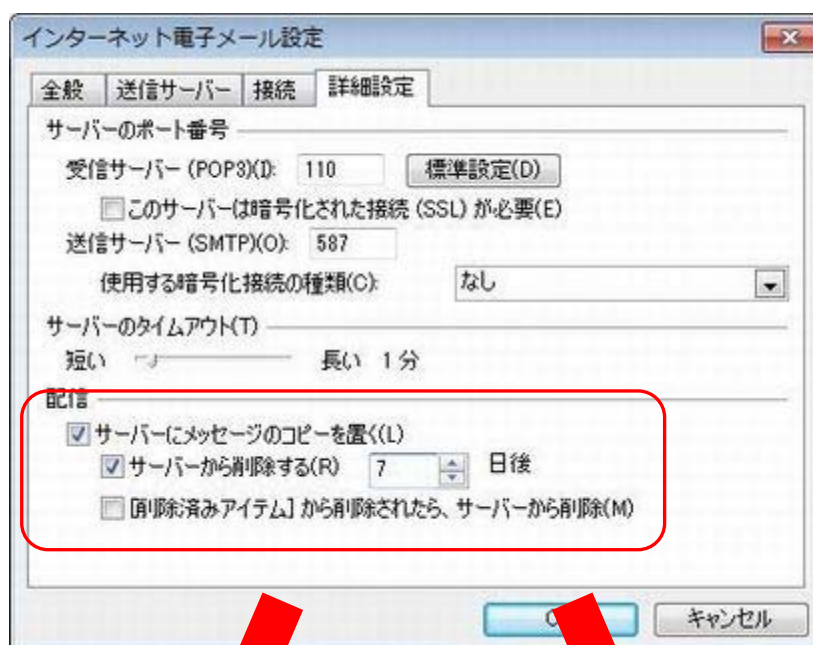 インターネット電子メール設定
全般 送信サーバー 接続 詳細設定
サーバーのポート番号
受信サーバー (POP3)(I): 110 標準設定(D)
このサーバーは暗号化された接続 (SSL) が必要(E)
送信サーバー (SMTP)(O): 587
使用する暗号化接続の種類(C): なし
サーバーのタイムアウト(T)
短い 長い 1 分
配信
サーバーにメッセージのコピーを置く(L)
サーバーから削除する(R) 7 日後
[削除済みアイテム] から削除されたら、サーバーから削除(M)
キャンセル